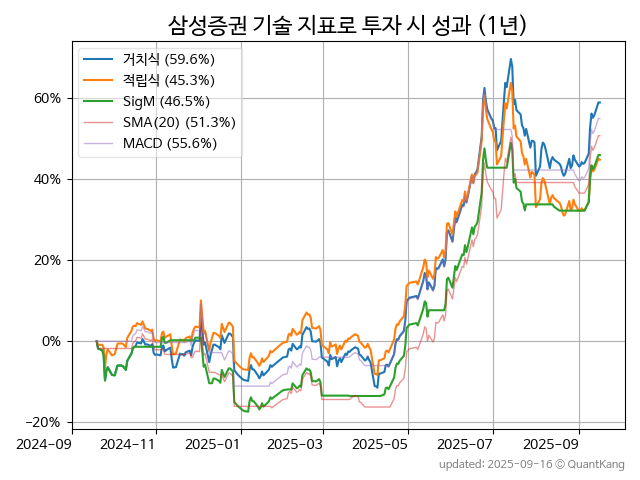 삼성증권 기술 지표로 투자 시 성과 (1년)
거치식 (59.6%)
적립식 (45.3%)
SigM (46.5%)
SMA(20) (51.3%)
MACD (55.6%)
60%
40%
20%
0%
−20%
2024-09
2024-11
2025-01
2025-03
2025-05
2025-07
2025-09
updated: 2025-09-16 © QuantKang